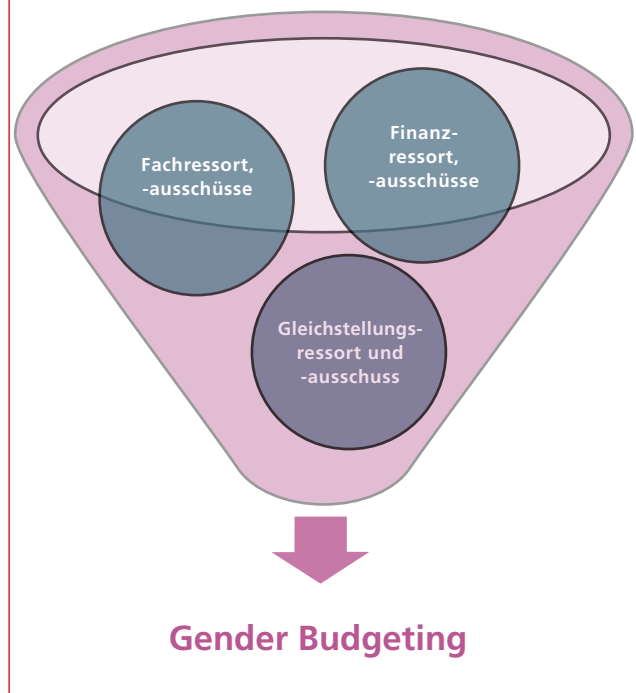 Fachressort,
-ausschüsse
Finanz-
ressort,
-ausschüsse
Gleichstellungs-
ressort und
-ausschuss
Gender Budgeting